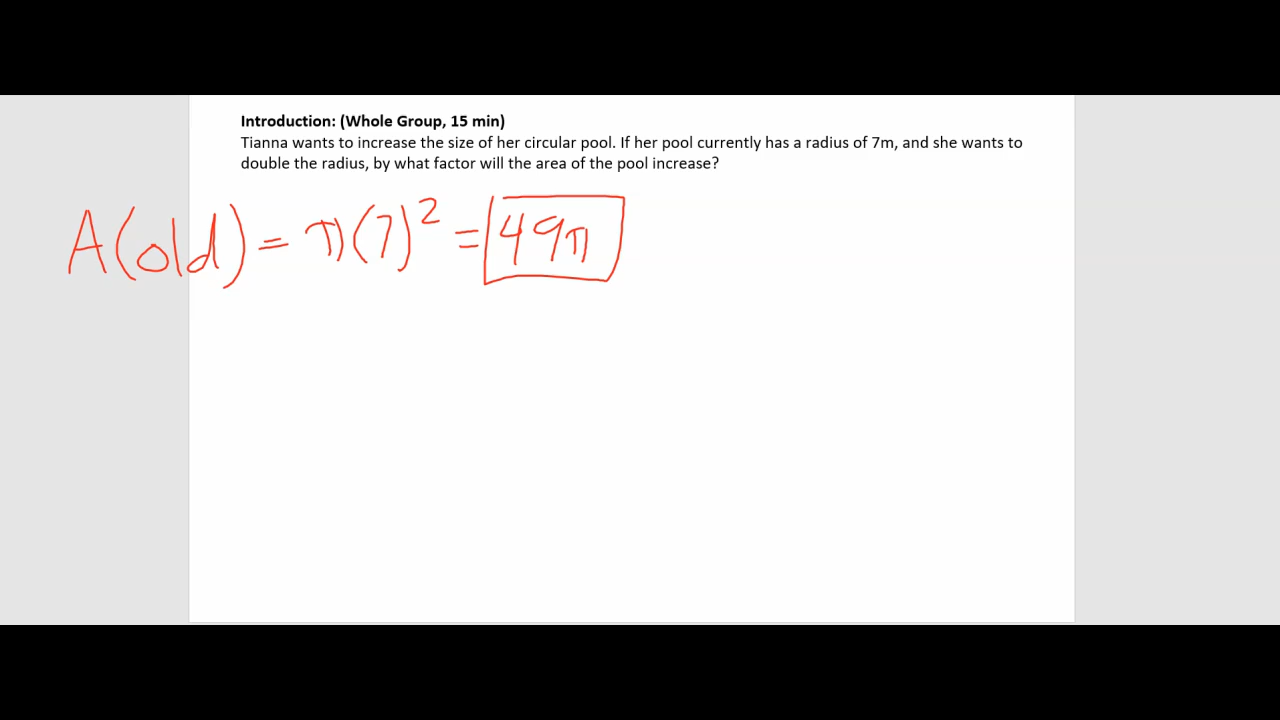 Introduction: (Whole Group, 15 min)
Tianna wants to increase the size of her circular pool. If her pool currently has a radius of 7m, and she wants to
double the radius, by what factor will the area of the pool increase?
A(old) = π(7)² = 49π